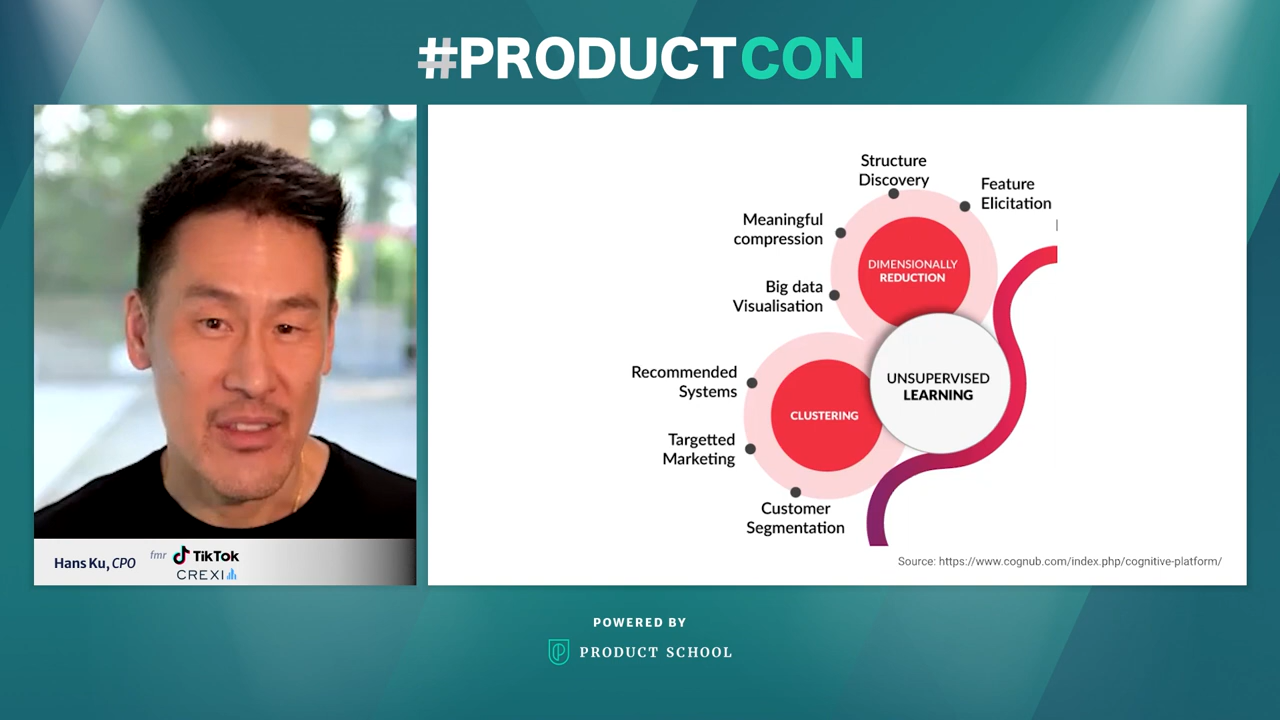 #PRODUCTCON
Structure
Discovery
Feature
Elicitation
Meaningful
compression
DIMENSIONALLY
REDUCTION
Big data
Visualisation
Recommended
Systems
UNSUPERVISED
LEARNING
CLUSTERING
Targetted
Marketing
Customer
Segmentation
Source: https://www.cognub.com/index.php/cognitive-platform/
Hans Ku, CPO
fmr TikTok
CREXI
POWERED BY
PRODUCT SCHOOL